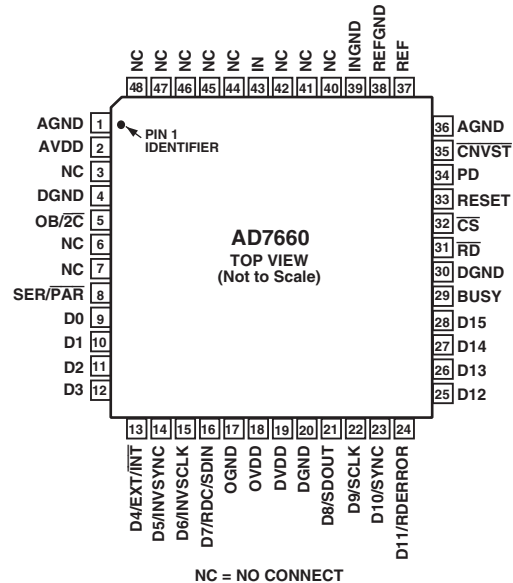 NC
NC
NC
NC
NC
IN
NC
NC
NC
INGND
REFGND
REF
48 47 46 45 44 43 42 41 40 39 38 37
AGND 1
AVDD 2
NC 3
DGND 4
OB/2C 5
NC 6
NC 7
SER/PAR 8
D0 9
D1 10
D2 11
D3 12
PIN 1
IDENTIFIER
AD7660
TOP VIEW
(Not to Scale)
36 AGND
35 CNVST
34 PD
33 RESET
32 CS
31 RD
30 DGND
29 BUSY
28 D15
27 D14
26 D13
25 D12
13 14 15 16 17 18 19 20 21 22 23 24
D4/EXT/INT
D5/INVSYNC
D6/INVSCLK
D7/RDC/SDIN
OGND
OVDD
DVDD
DGND
D8/SDOUT
D9/SCLK
D10/SYNC
D11/RDERROR
NC = NO CONNECT